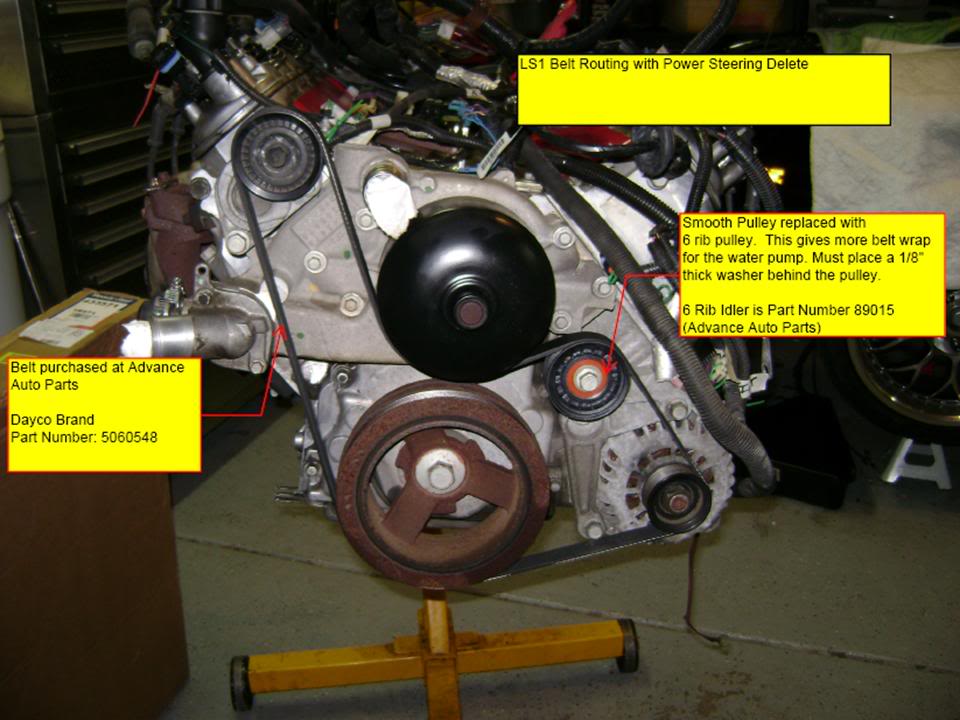 LS1 Belt Routing with Power Steering Delete
Smooth Pulley replaced with
6 rib pulley. This gives more belt wrap
for the water pump. Must place a 1/8"
thick washer behind the pulley.
6 Rib Idler is Part Number 89015
(Advance Auto Parts)
Belt purchased at Advance
Auto Parts
Dayco Brand
Part Number: 5060548